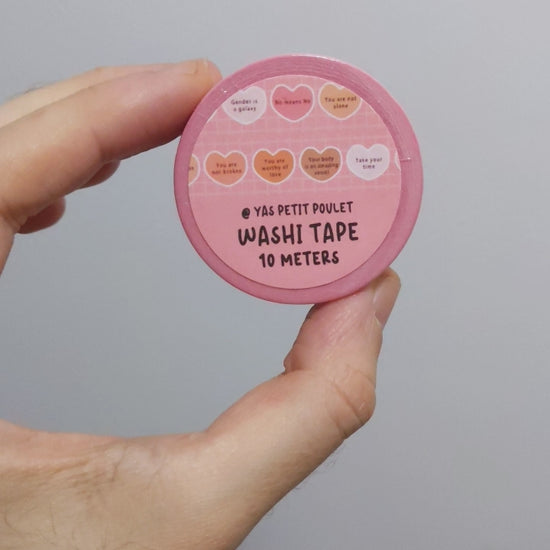 Gender is
a galaxy
No means No
You are not
alone
You are
not broken
You are
worthy of
love
Your body
is an amazing
vessel
Take your
time
@ YAS PETIT POULET
WASHI TAPE
10 METERS